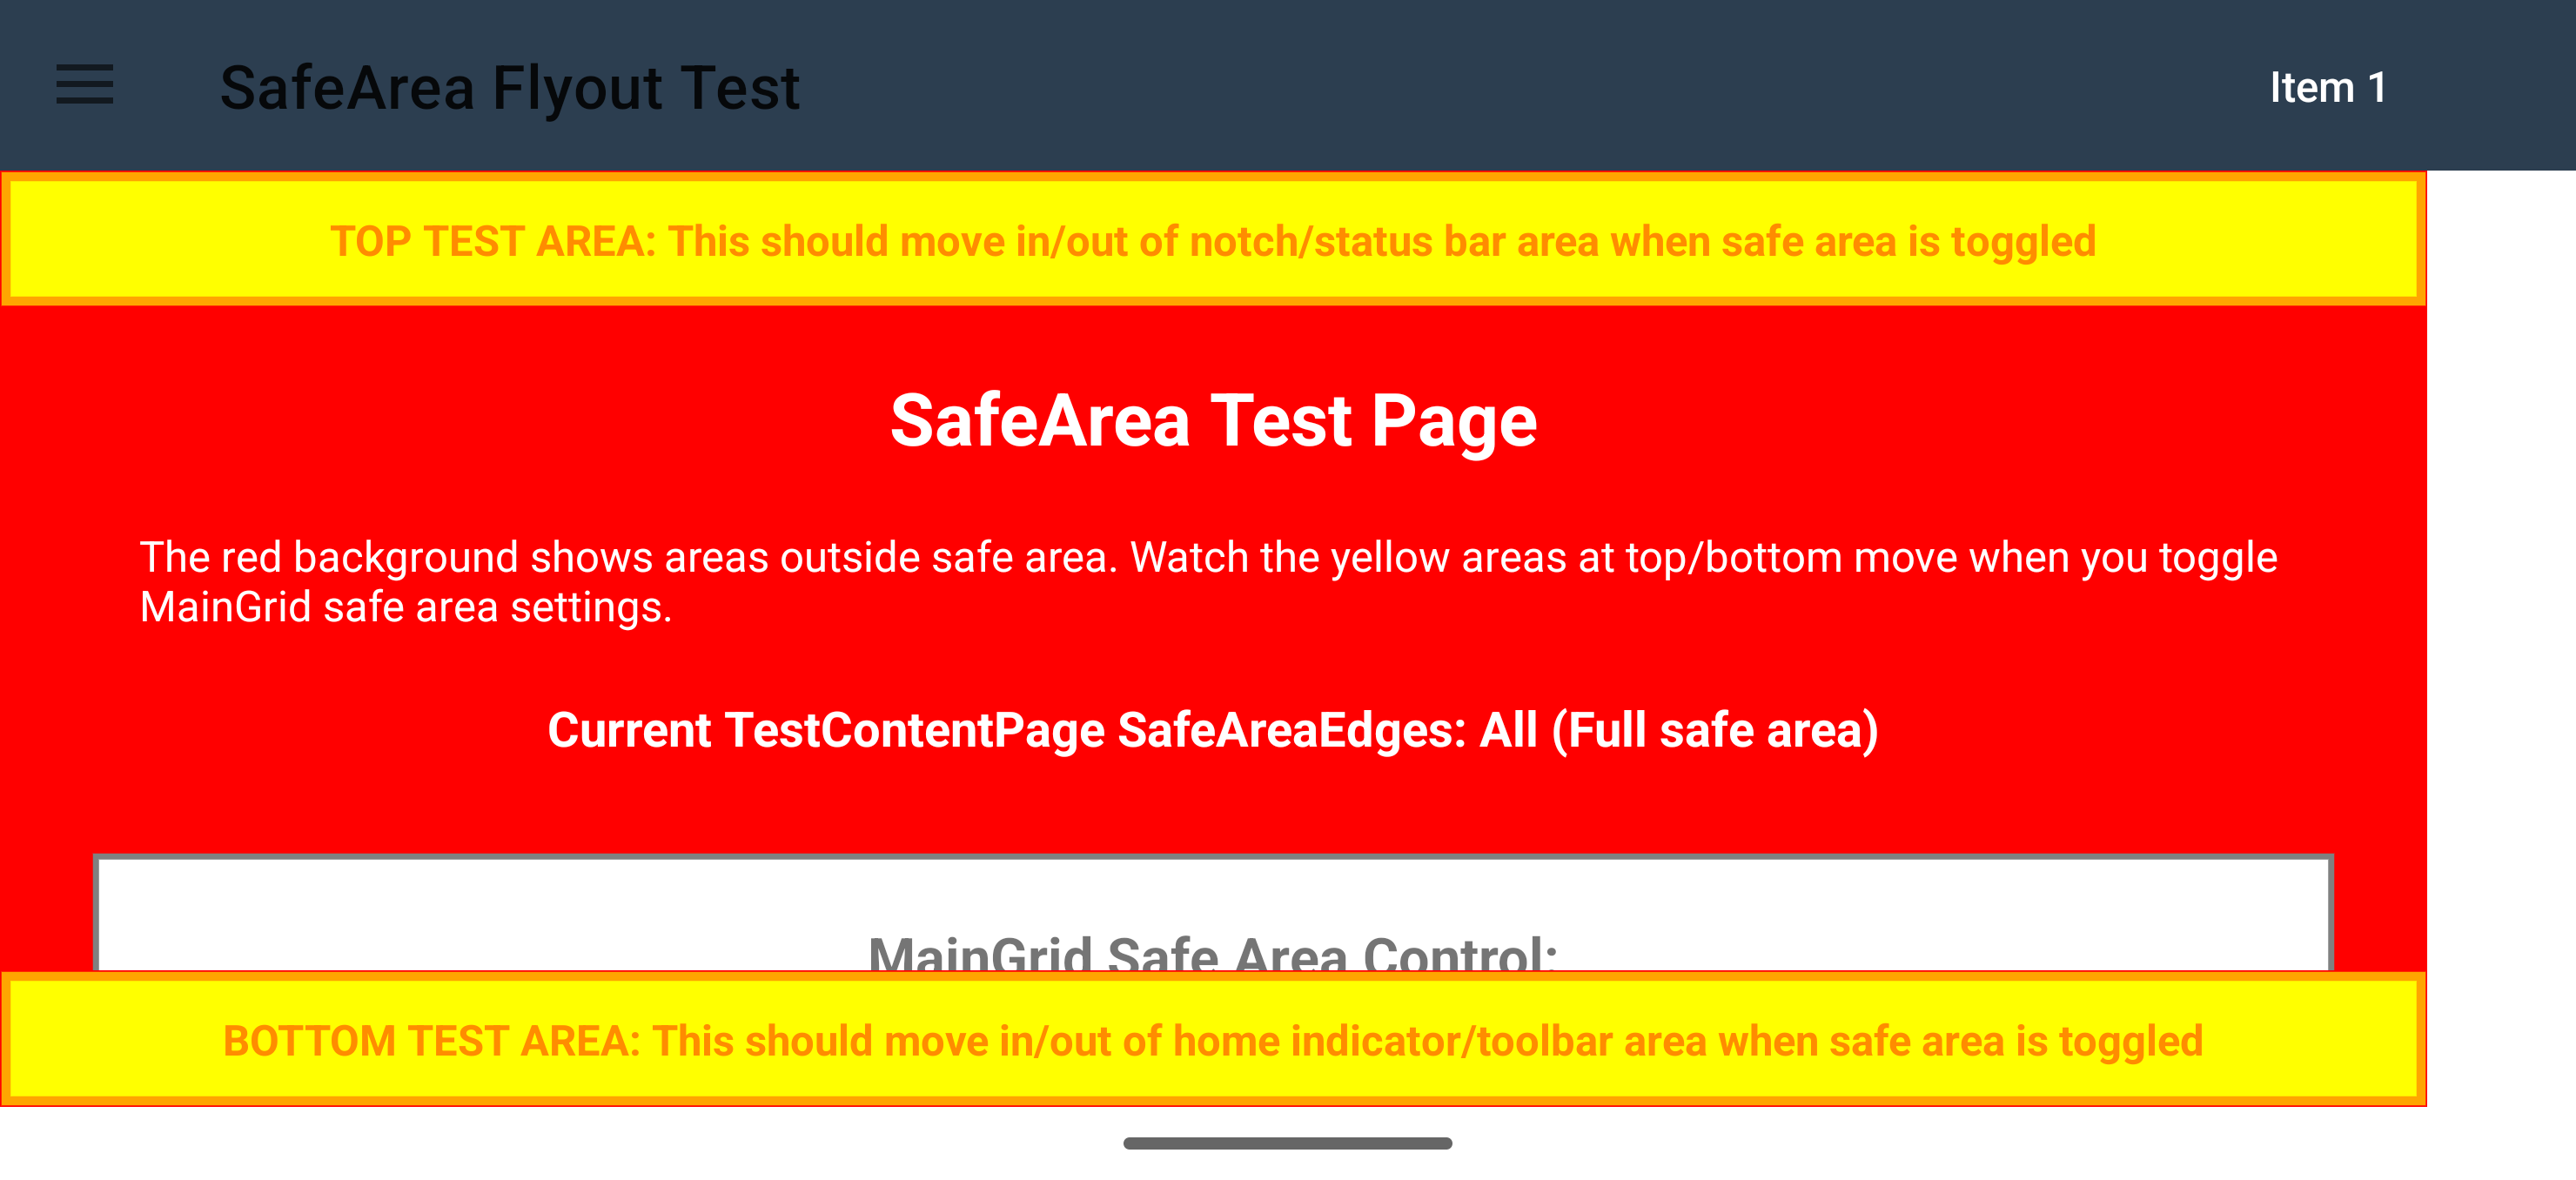 SafeArea Flyout Test
Item 1
TOP TEST AREA: This should move in/out of notch/status bar area when safe area is toggled
SafeArea Test Page
The red background shows areas outside safe area. Watch the yellow areas at top/bottom move when you toggle
MainGrid safe area settings.
Current TestContentPage SafeAreaEdges: All (Full safe area)
MainGrid Safe Area Control:
BOTTOM TEST AREA: This should move in/out of home indicator/toolbar area when safe area is toggled